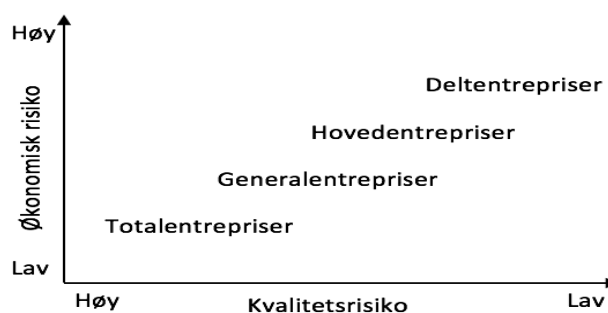 Høy
Deltentrepriser
Hovedentrepriser
Generalentrepriser
Totalentrepriser
Økonomisk risiko
Lav
Høy
Kvalitetsrisiko
Lav